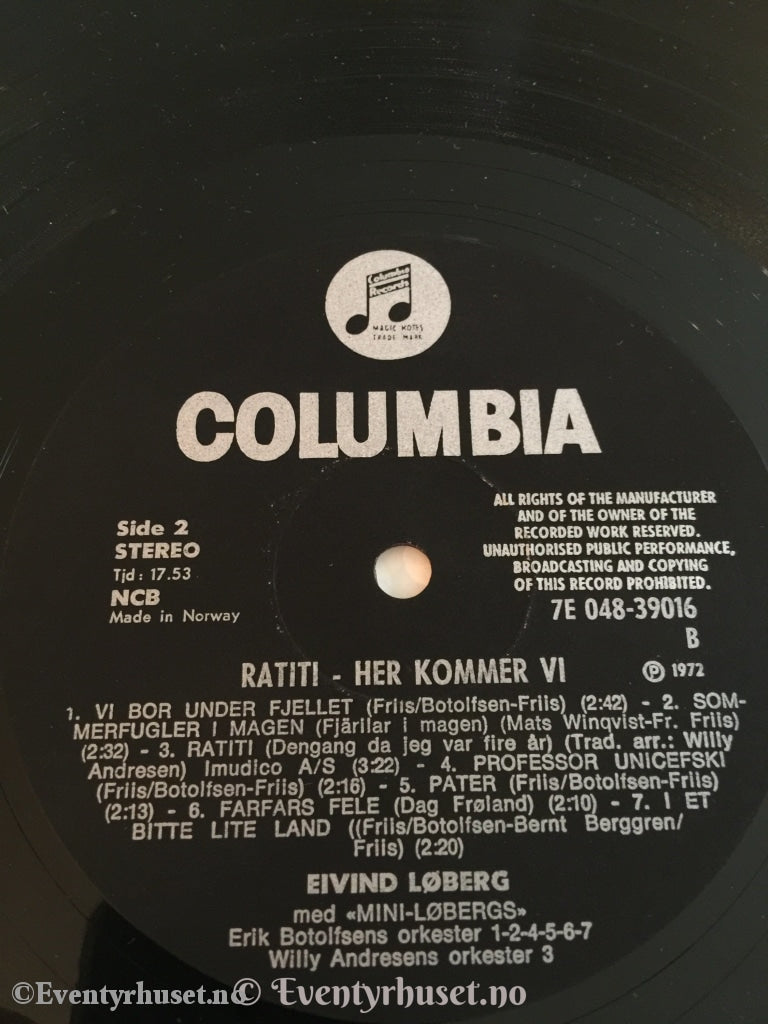 Columbia
Records
MAGIC NOTES
TRADE MARK
COLUMBIA
Side 2
STEREO
Tid: 17.53
NCB
Made in Norway
ALL RIGHTS OF THE MANUFACTURER
AND OF THE OWNER OF THE
RECORDED WORK RESERVED.
UNAUTHORISED PUBLIC PERFORMANCE,
BROADCASTING AND COPYING
OF THIS RECORD PROHIBITED.
7E 048-39016
B
RATITI - HER KOMMER VI
Ⓟ 1972
1. VI BOR UNDER FJELLET (Friis/Botolfsen-Friis) (2:42) - 2. SOM-
MERFUGLER I MAGEN (Fjärilar i magen) (Mats Winqvist-Fr. Friis)
(2:32) - 3. RATITI (Dengang da jeg var fire år) (Trad. arr.: Willy
Andresen) Imudico A/S (3:22) - 4. PROFESSOR UNICEFSKI
(Friis/Botolfsen-Friis) (2:16) - 5. PATER (Friis/Botolfsen-Friis)
(2:13) - 6. FARFARS FELE (Dag Frøland) (2:10) - 7. I ET
BITTE LITE LAND ((Friis/Botolfsen-Bernt Berggren/
Friis) (2:20)
EIVIND LØBERG
med «MINI-LØBERGS»
Erik Botolfsens orkester 1-2-4-5-6-7
Willy Andresens orkester 3
©Eventyrhuset.no © Eventyrhuset.no